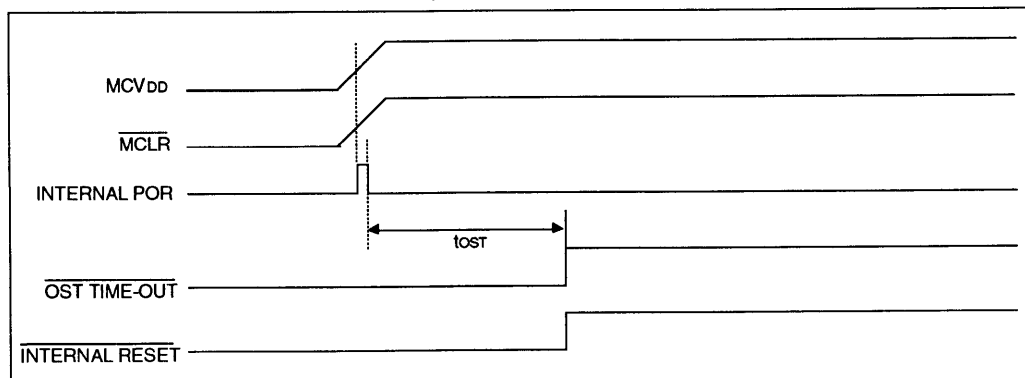 MCVDD
MCLR
INTERNAL POR
tOST
OST TIME-OUT
INTERNAL RESET